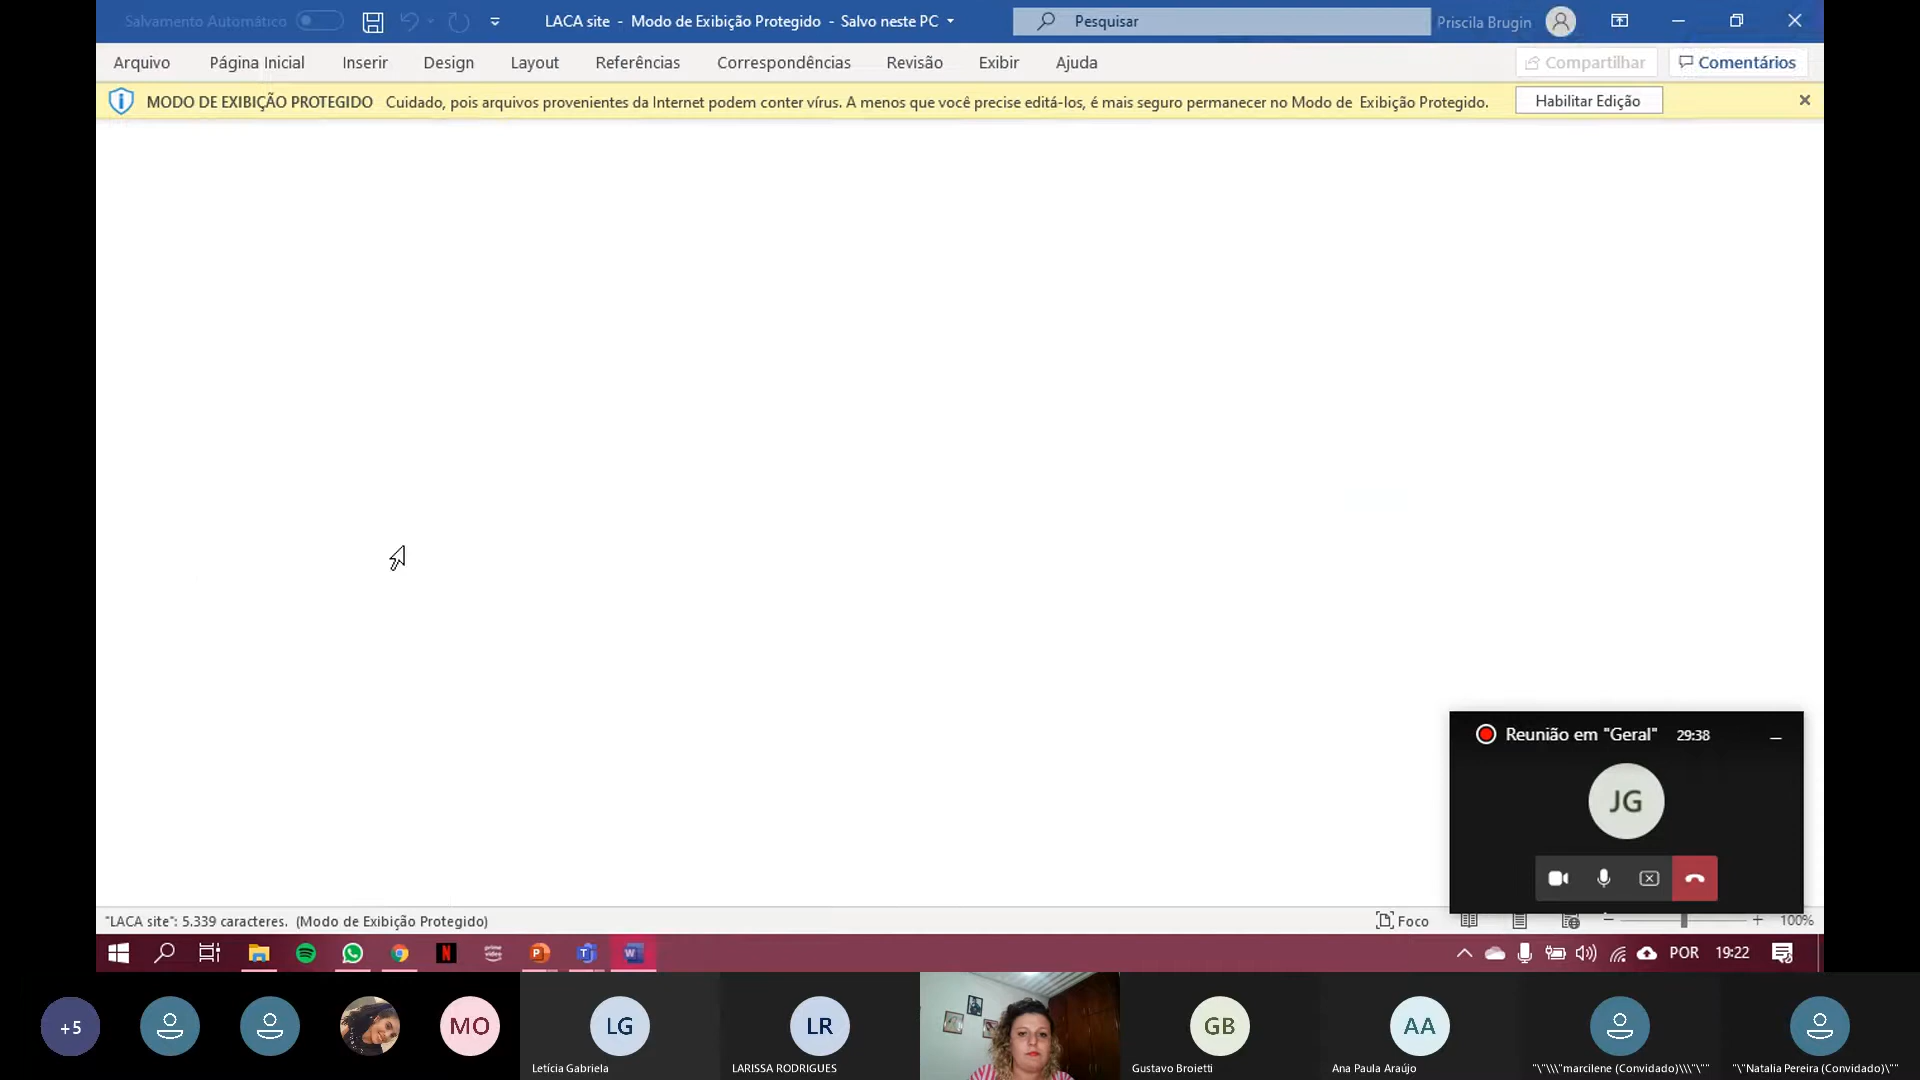 Salvamento Automático
LACA site - Modo de Exibição Protegido - Salvo neste PC
Pesquisar
Priscila Brugin
Arquivo Página Inicial Inserir Design Layout Referências Correspondências Revisão Exibir Ajuda
Compartilhar
Comentários
MODO DE EXIBIÇÃO PROTEGIDO Cuidado, pois arquivos provenientes da Internet podem conter vírus. A menos que você precise editá-los, é mais seguro permanecer no Modo de Exibição Protegido.
Habilitar Edição
Reunião em "Geral" 29:38
JG
"LACA site": 5.339 caracteres. (Modo de Exibição Protegido)
Foco
100%
POR 19:22
+5
MO
LG
LR
GB
AA
Letícia Gabriela
LARISSA RODRIGUES
Gustavo Broietti
Ana Paula Araújo
"\"\\\"marcilene (Convidado)\\\"\""
"\"Natalia Pereira (Convidado)\""